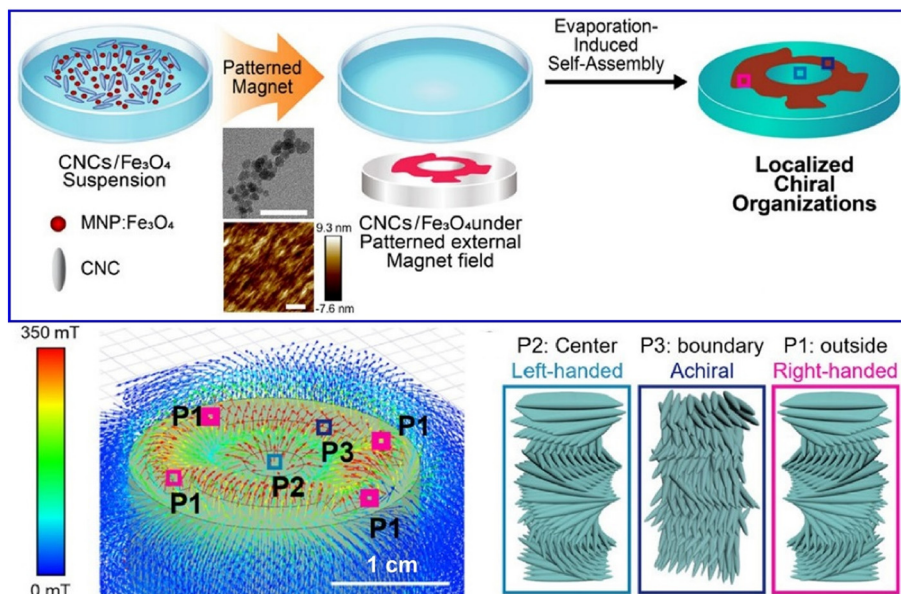 CNCs/Fe₃O₄
Suspension
MNP:Fe₃O₄
CNC
Patterned
Magnet
9.3 nm
-7.6 nm
CNCs/Fe₃O₄under
Patterned external
Magnet field
Evaporation-
Induced
Self-Assembly
Localized
Chiral
Organizations
350 mT
0 mT
P1
P3
P1
P1
P2
P1
1 cm
P2: Center
Left-handed
P3: boundary
Achiral
P1: outside
Right-handed